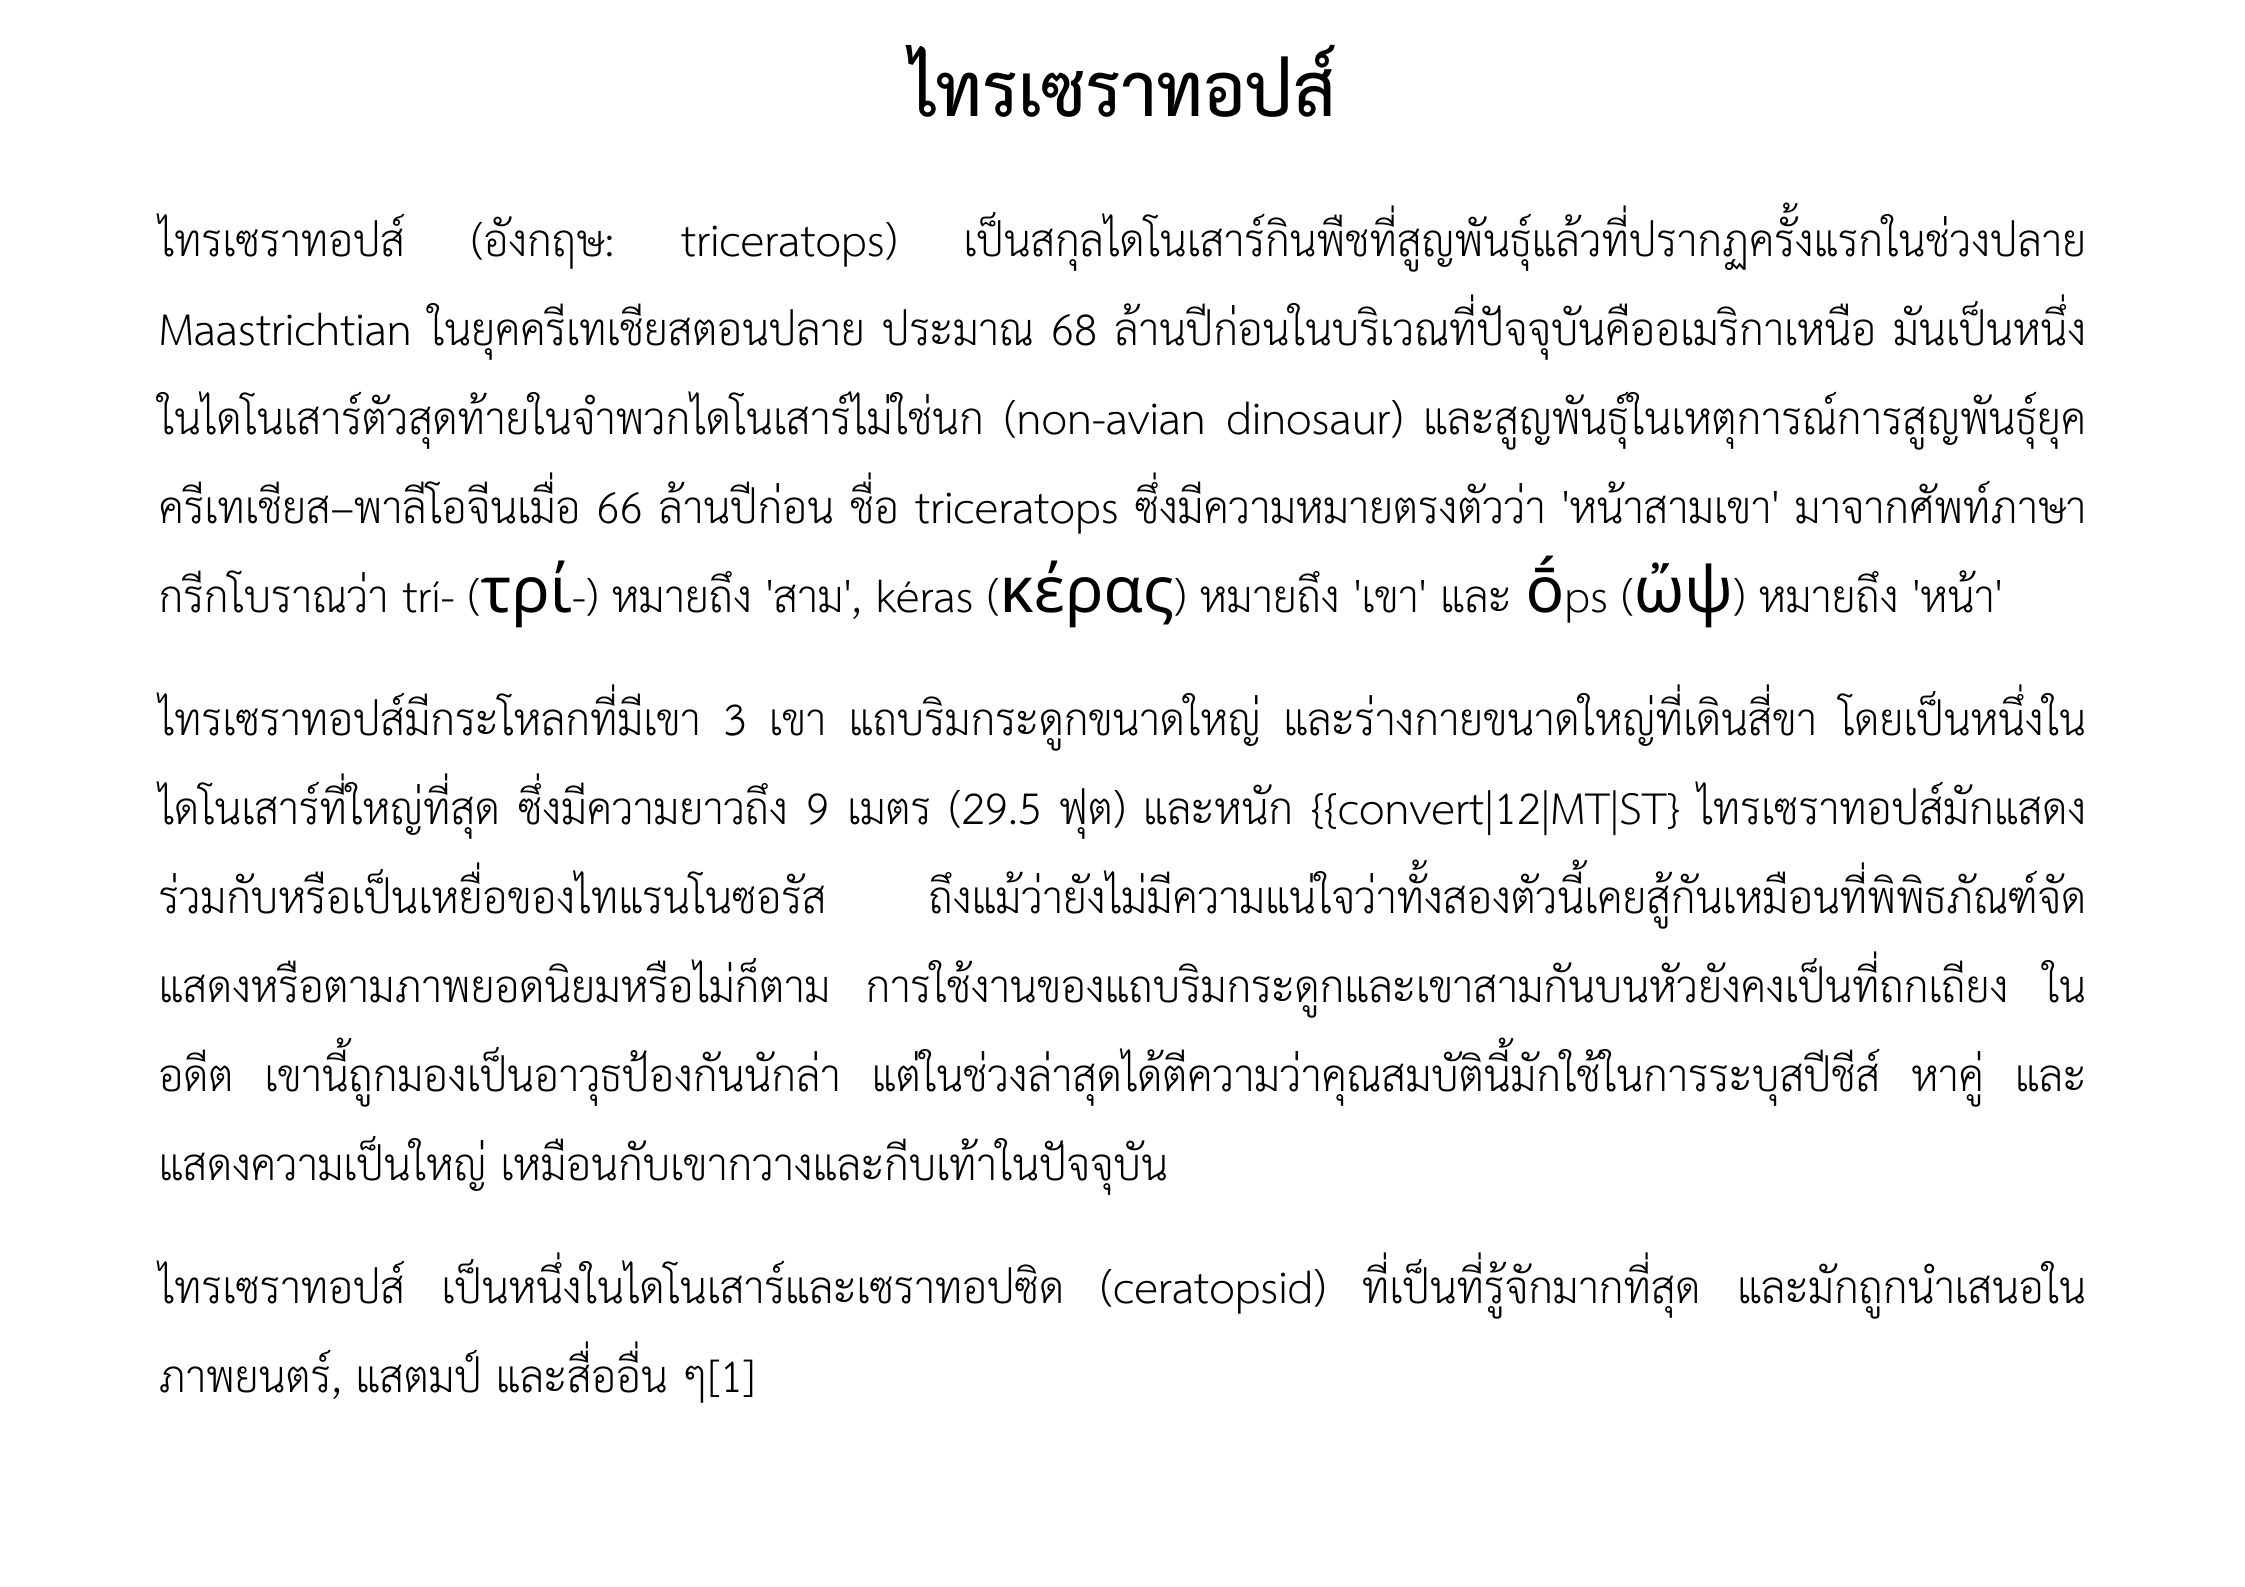 ไทรเซราทอปส์
ไทรเซราทอปส์ (อังกฤษ: triceratops) เป็นสกุลไดโนเสาร์กินพืชที่สูญพันธุ์แล้วที่ปรากฏครั้งแรกในช่วงปลาย
Maastrichtian ในยุคครีเทเชียสตอนปลาย ประมาณ 68 ล้านปีก่อนในบริเวณที่ปัจจุบันคืออเมริกาเหนือ มันเป็นหนึ่ง
ในไดโนเสาร์ตัวสุดท้ายในจำพวกไดโนเสาร์ไม่ใช่นก (non-avian dinosaur) และสูญพันธุ์ในเหตุการณ์การสูญพันธุ์ยุค
ครีเทเชียส–พาลีโอจีนเมื่อ 66 ล้านปีก่อน ชื่อ triceratops ซึ่งมีความหมายตรงตัวว่า 'หน้าสามเขา' มาจากศัพท์ภาษา
กรีกโบราณว่า trí- (τρί-) หมายถึง 'สาม', kéras (κέρας) หมายถึง 'เขา' และ ṓps (ὤψ) หมายถึง 'หน้า'
ไทรเซราทอปส์มีกระโหลกที่มีเขา 3 เขา แถบริมกระดูกขนาดใหญ่ และร่างกายขนาดใหญ่ที่เดินสี่ขา โดยเป็นหนึ่งใน
ไดโนเสาร์ที่ใหญ่ที่สุด ซึ่งมีความยาวถึง 9 เมตร (29.5 ฟุต) และหนัก {{convert|12|MT|ST} ไทรเซราทอปส์มักแสดง
ร่วมกับหรือเป็นเหยื่อของไทแรนโนซอรัส ถึงแม้ว่ายังไม่มีความแน่ใจว่าทั้งสองตัวนี้เคยสู้กันเหมือนที่พิพิธภัณฑ์จัด
แสดงหรือตามภาพยอดนิยมหรือไม่ก็ตาม การใช้งานของแถบริมกระดูกและเขาสามกันบนหัวยังคงเป็นที่ถกเถียง ใน
อดีต เขานี้ถูกมองเป็นอาวุธป้องกันนักล่า แต่ในช่วงล่าสุดได้ตีความว่าคุณสมบัตินี้มักใช้ในการระบุสปีชีส์ หาคู่ และ
แสดงความเป็นใหญ่ เหมือนกับเขากวางและกีบเท้าในปัจจุบัน
ไทรเซราทอปส์ เป็นหนึ่งในไดโนเสาร์และเซราทอปซิด (ceratopsid) ที่เป็นที่รู้จักมากที่สุด และมักถูกนำเสนอใน
ภาพยนตร์, แสตมป์ และสื่ออื่น ๆ[1]